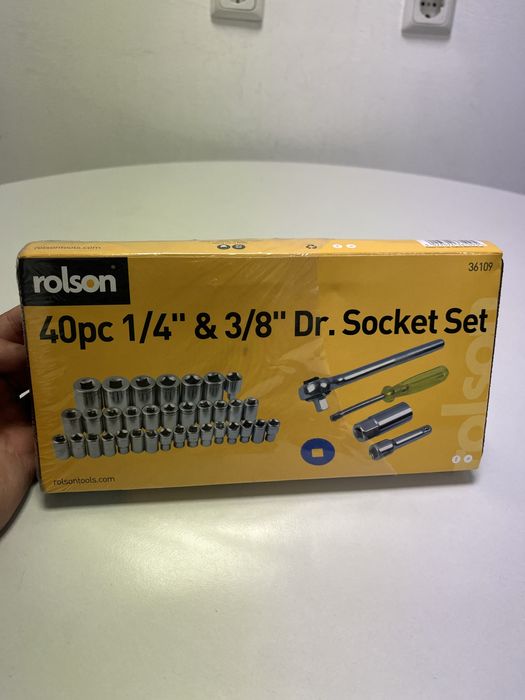 rolsontools.com
rolson
36109
40pc 1/4" & 3/8" Dr. Socket Set
rolson
rolsontools.com